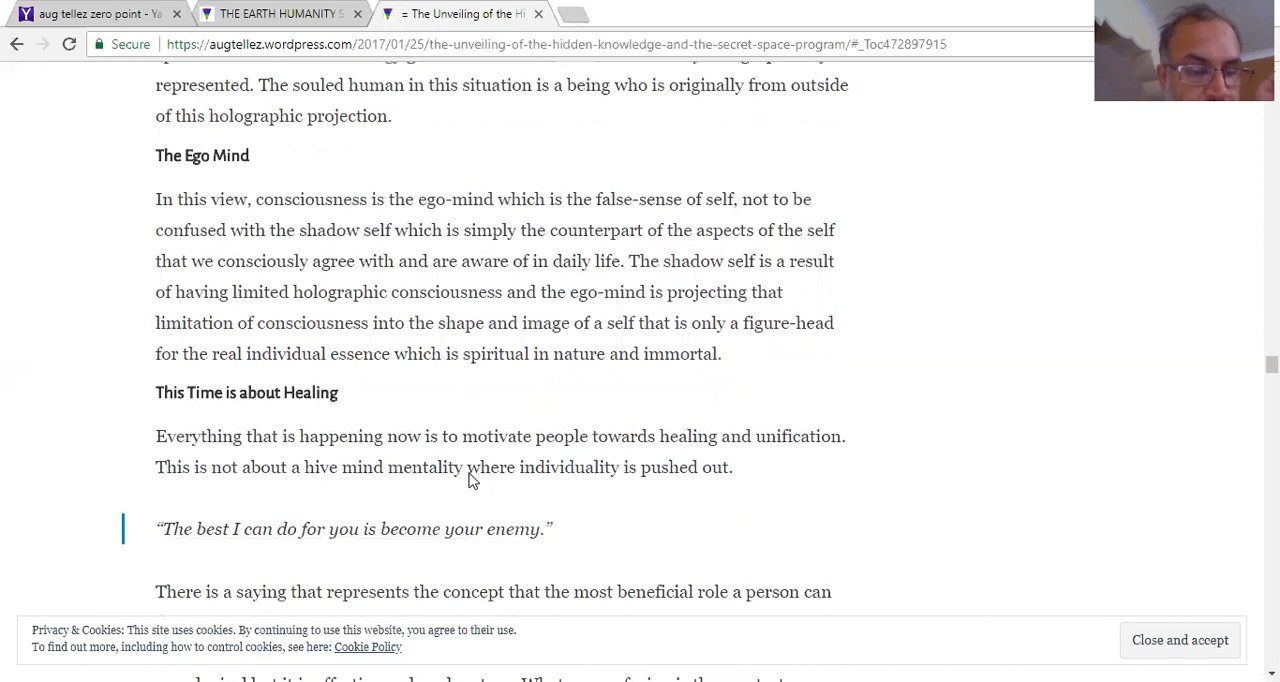 aug tellez zero point - Ya
THE EARTH HUMANITY S
= The Unveiling of the Hi
Secure
https://augtellez.wordpress.com/2017/01/25/the-unveiling-of-the-hidden-knowledge-and-the-secret-space-program/#_Toc472897915
represented. The souled human in this situation is a being who is originally from outside
of this holographic projection.
The Ego Mind
In this view, consciousness is the ego-mind which is the false-sense of self, not to be
confused with the shadow self which is simply the counterpart of the aspects of the self
that we consciously agree with and are aware of in daily life. The shadow self is a result
of having limited holographic consciousness and the ego-mind is projecting that
limitation of consciousness into the shape and image of a self that is only a figure-head
for the real individual essence which is spiritual in nature and immortal.
This Time is about Healing
Everything that is happening now is to motivate people towards healing and unification.
This is not about a hive mind mentality where individuality is pushed out.
“The best I can do for you is become your enemy.”
There is a saying that represents the concept that the most beneficial role a person can
Privacy & Cookies: This site uses cookies. By continuing to use this website, you agree to their use.
To find out more, including how to control cookies, see here: Cookie Policy
Close and accept